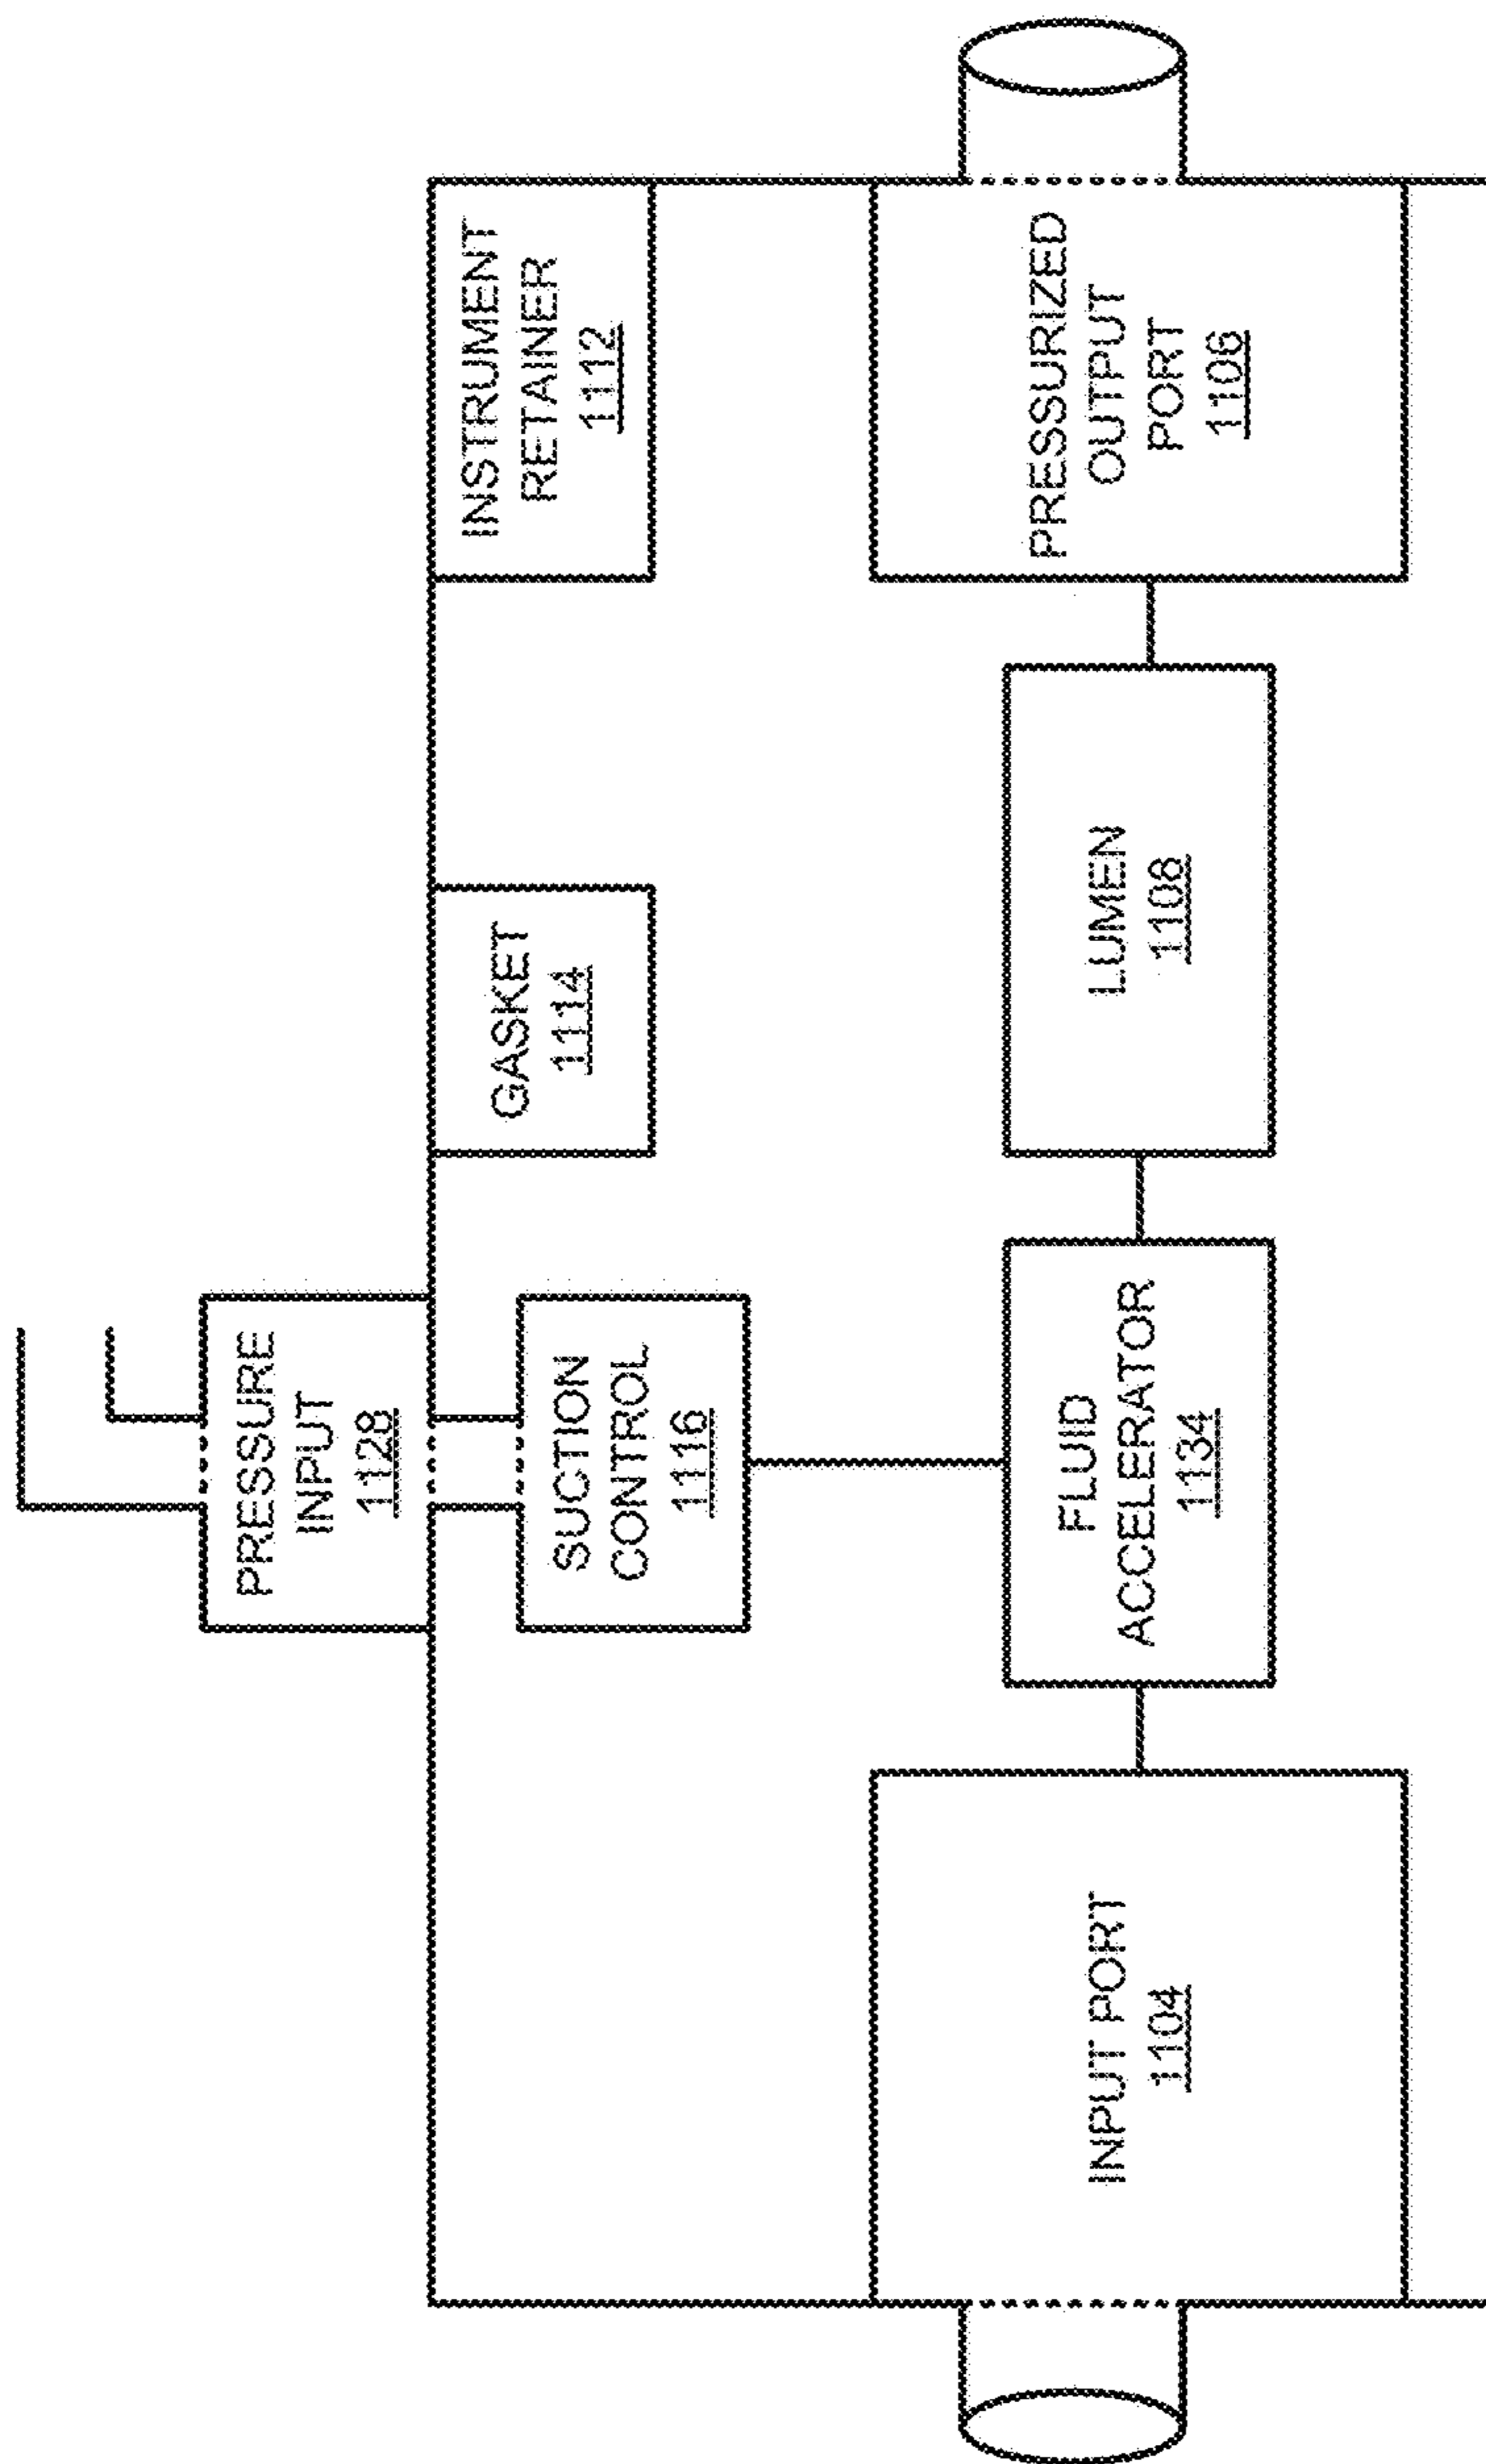 PRESSURE
INPUT
1128
SUCTION
CONTROL
1116
GASKET
1114
INSTRUMENT
RETAINER
1112
INPUT PORT
1104
FLUID
ACCELERATOR
1134
LUMEN
1108
PRESSURIZED
OUTPUT
PORT
1106